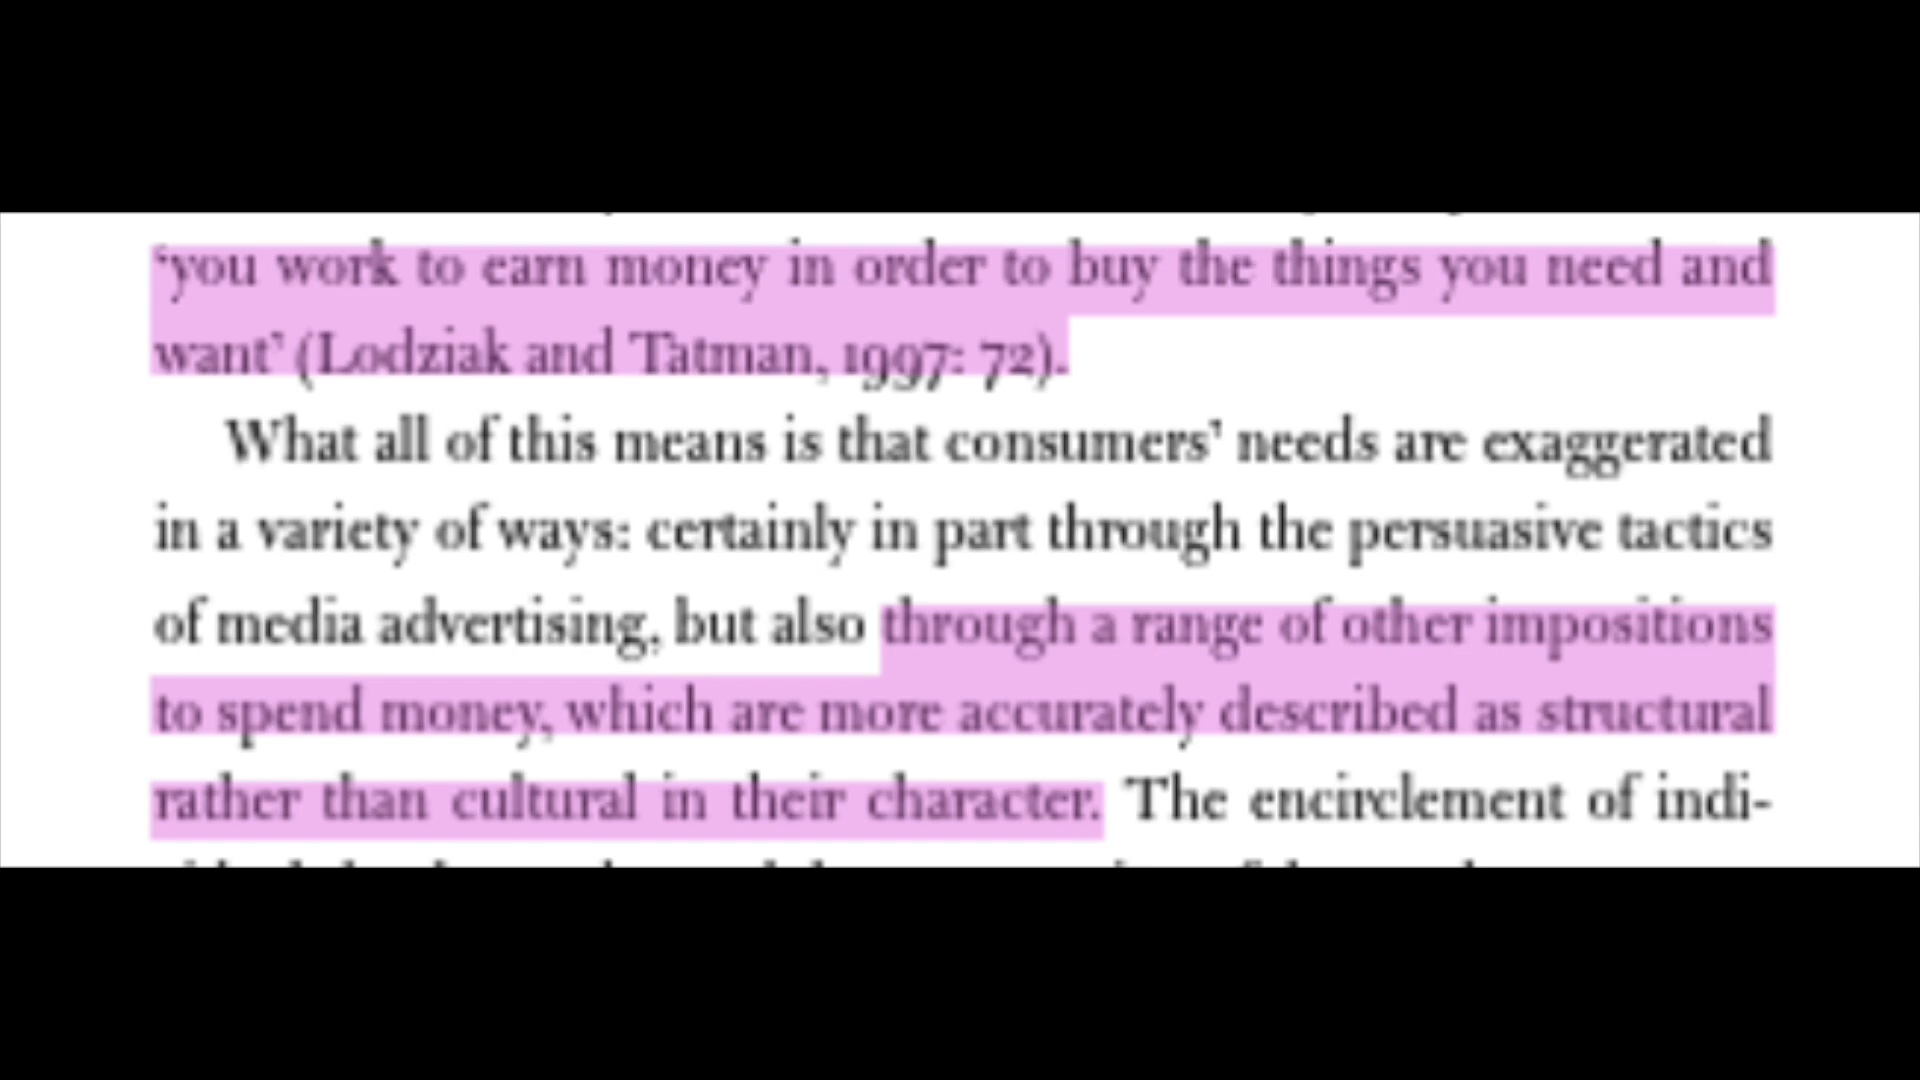 ‘you work to earn money in order to buy the things you need and
want’ (Lodziak and Tatman, 1997: 72).
What all of this means is that consumers’ needs are exaggerated
in a variety of ways: certainly in part through the persuasive tactics
of media advertising, but also through a range of other impositions
to spend money, which are more accurately described as structural
rather than cultural in their character. The encirclement of indi-